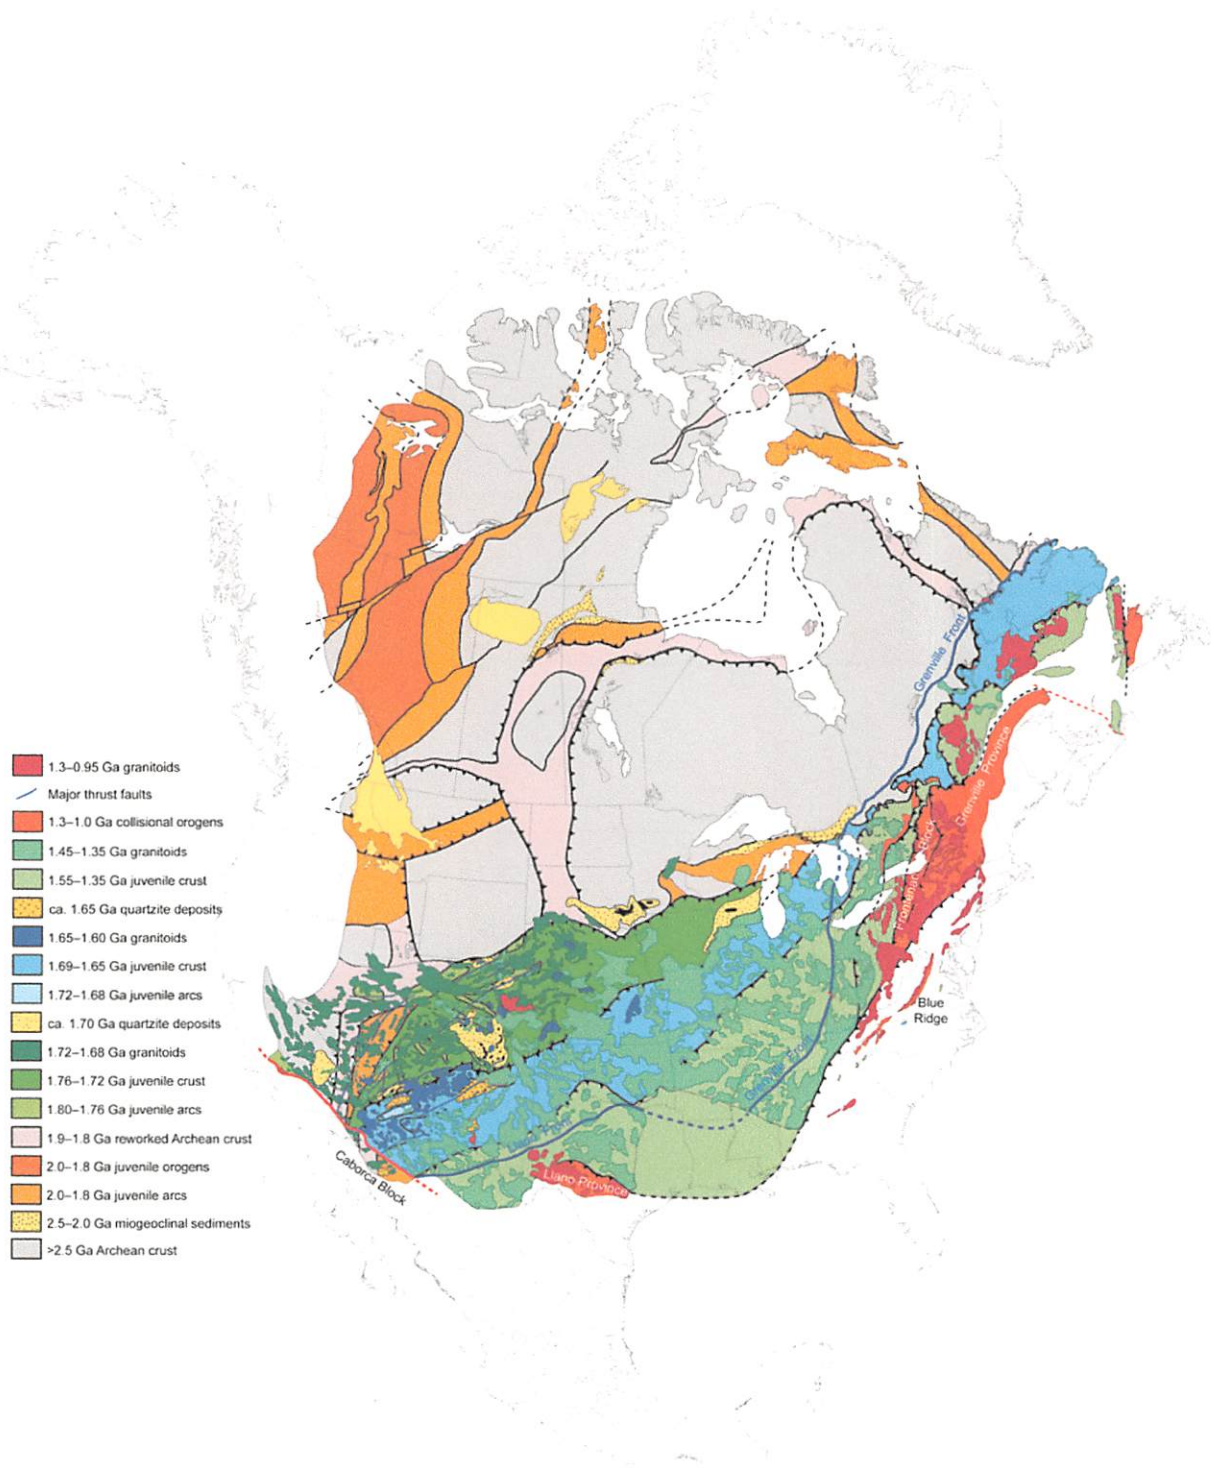 1.3–0.95 Ga granitoids
Major thrust faults
1.3–1.0 Ga collisional orogens
1.45–1.35 Ga granitoids
1.55–1.35 Ga juvenile crust
ca. 1.65 Ga quartzite deposits
1.65–1.60 Ga granitoids
1.69–1.65 Ga juvenile crust
1.72–1.68 Ga juvenile arcs
ca. 1.70 Ga quartzite deposits
1.72–1.68 Ga granitoids
1.76–1.72 Ga juvenile crust
1.80–1.76 Ga juvenile arcs
1.9–1.8 Ga reworked Archean crust
2.0–1.8 Ga juvenile orogens
2.0–1.8 Ga juvenile arcs
2.5–2.0 Ga miogeoclinal sediments
>2.5 Ga Archean crust
Grenville Front
Grenville Province
Frontenac Block
Blue
Ridge
Grenville Front
Llano Front
Llano Province
Caborca Block